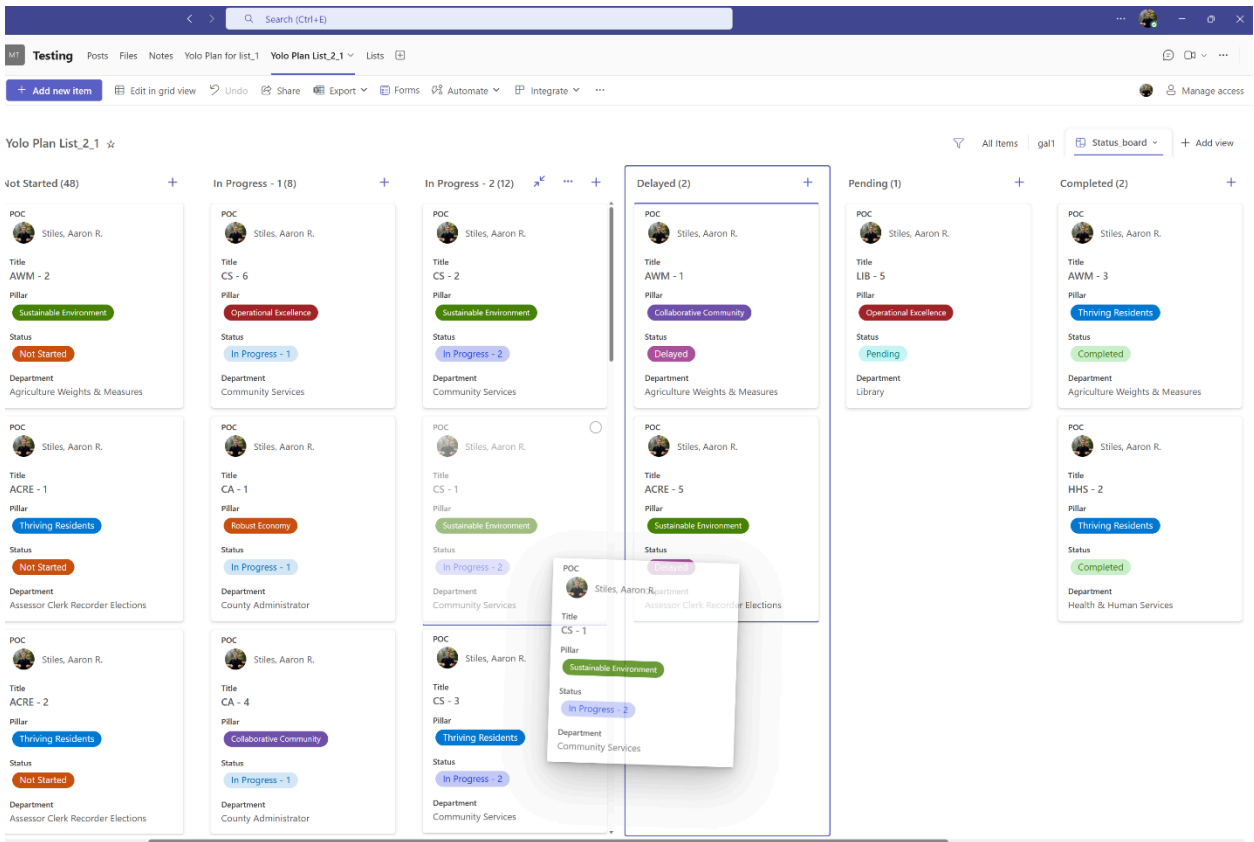 Search (Ctrl+E)
MT Testing Posts Files Notes Yolo Plan for list_1 Yolo Plan List_2_1 Lists
Add new item Edit in grid view Undo Share Export Forms Automate Integrate Manage access
Yolo Plan List_2_1 All Items gal1 Status_board Add view
Not Started (48)
POC
Stiles, Aaron R.
Title
AWM - 2
Pillar
Sustainable Environment
Status
Not Started
Department
Agriculture Weights & Measures
POC
Stiles, Aaron R.
Title
ACRE - 1
Pillar
Thriving Residents
Status
Not Started
Department
Assessor Clerk Recorder Elections
POC
Stiles, Aaron R.
Title
ACRE - 2
Pillar
Thriving Residents
Status
Not Started
Department
Assessor Clerk Recorder Elections
In Progress - 1 (8)
POC
Stiles, Aaron R.
Title
CS - 6
Pillar
Operational Excellence
Status
In Progress - 1
Department
Community Services
POC
Stiles, Aaron R.
Title
CA - 1
Pillar
Robust Economy
Status
In Progress - 1
Department
County Administrator
POC
Stiles, Aaron R.
Title
CA - 4
Pillar
Collaborative Community
Status
In Progress - 1
Department
County Administrator
In Progress - 2 (12)
POC
Stiles, Aaron R.
Title
CS - 2
Pillar
Sustainable Environment
Status
In Progress - 2
Department
Community Services
POC
Stiles, Aaron R.
Title
CS - 1
Pillar
Sustainable Environment
Status
In Progress - 2
Department
Community Services
POC
Stiles, Aaron R.
Title
CS - 3
Pillar
Thriving Residents
Status
In Progress - 2
Department
Community Services
POC
Stiles, Aaron R.
Title
CS - 1
Pillar
Sustainable Environment
Status
In Progress - 2
Department
Community Services
Delayed (2)
POC
Stiles, Aaron R.
Title
AWM - 1
Pillar
Collaborative Community
Status
Delayed
Department
Agriculture Weights & Measures
POC
Stiles, Aaron R.
Title
ACRE - 5
Pillar
Sustainable Environment
Status
Delayed
Department
Assessor Clerk Recorder Elections
Pending (1)
POC
Stiles, Aaron R.
Title
LIB - 5
Pillar
Operational Excellence
Status
Pending
Department
Library
Completed (2)
POC
Stiles, Aaron R.
Title
AWM - 3
Pillar
Thriving Residents
Status
Completed
Department
Agriculture Weights & Measures
POC
Stiles, Aaron R.
Title
HHS - 2
Pillar
Thriving Residents
Status
Completed
Department
Health & Human Services